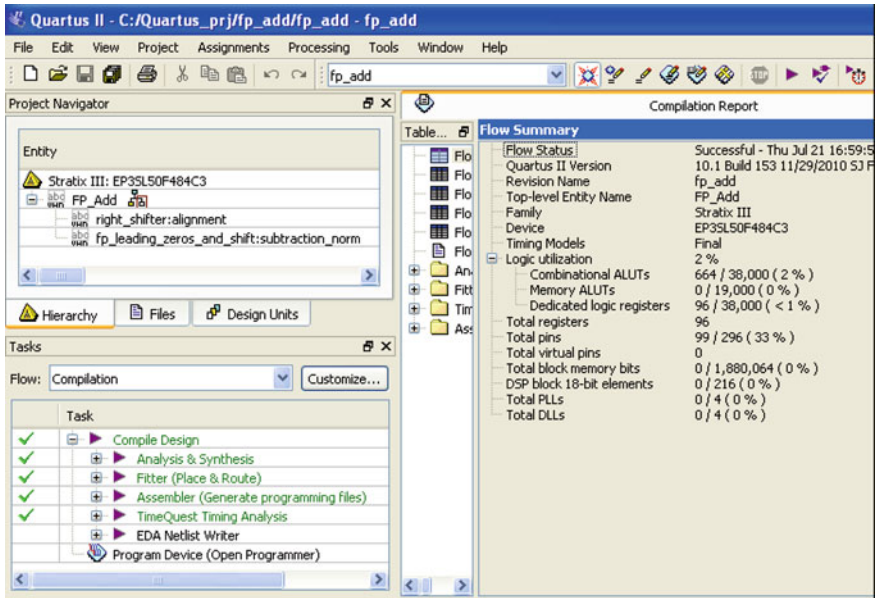 Quartus II - C:/Quartus_prj/fp_add/fp_add - fp_add
File Edit View Project Assignments Processing Tools Window Help
fp_add
STOP
Project Navigator
Entity
Stratix III: EP3SL50F484C3
FP_Add
right_shifter:alignment
fp_leading_zeros_and_shift:subtraction_norm
Hierarchy Files Design Units
Tasks
Flow: Compilation Customize...
Task
Compile Design
Analysis & Synthesis
Fitter (Place & Route)
Assembler (Generate programming files)
TimeQuest Timing Analysis
EDA Netlist Writer
Program Device (Open Programmer)
Compilation Report
Table...
Flo
Flo
Flo
Flo
Flo
Flo
An
Fitt
Tim
Ass
Flow Summary
Flow Status Successful - Thu Jul 21 16:59:5
Quartus II Version 10.1 Build 153 11/29/2010 SJ F
Revision Name fp_add
Top-level Entity Name FP_Add
Family Stratix III
Device EP3SL50F484C3
Timing Models Final
Logic utilization 2 %
Combinational ALUTs 664 / 38,000 ( 2 % )
Memory ALUTs 0 / 19,000 ( 0 % )
Dedicated logic registers 96 / 38,000 ( < 1 % )
Total registers 96
Total pins 99 / 296 ( 33 % )
Total virtual pins 0
Total block memory bits 0 / 1,880,064 ( 0 % )
DSP block 18-bit elements 0 / 216 ( 0 % )
Total PLLs 0 / 4 ( 0 % )
Total DLLs 0 / 4 ( 0 % )